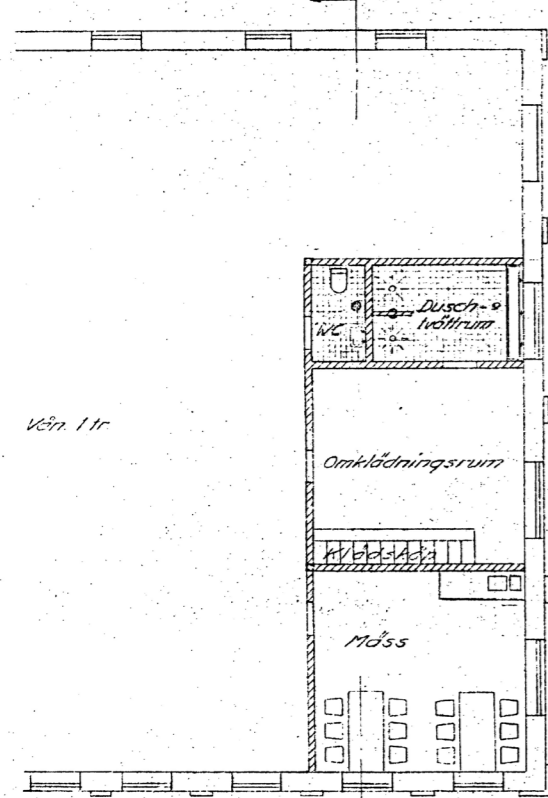 WC
Dusch- o
tvättrum
Vån. 1 tr.
Omklädningsrum
Klädskåp
Mäss